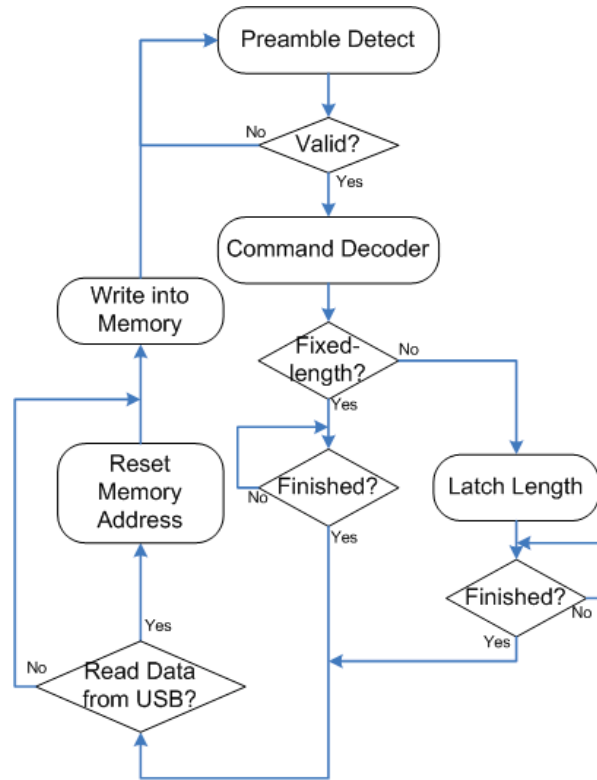 Preamble Detect
No
Valid?
Yes
Command Decoder
Write into
Memory
Fixed-
length?
No
Yes
Reset
Memory
Address
Finished?
No
Yes
Latch Length
Finished?
No
Yes
Yes
No
Read Data
from USB?